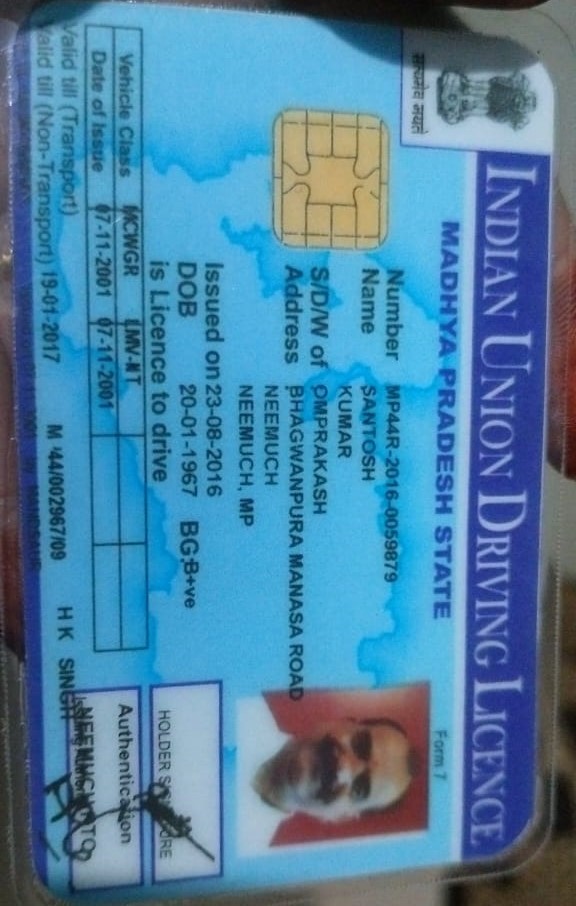 सत्यमेव जयते
INDIAN UNION DRIVING LICENCE
MADHYA PRADESH STATE
Form 7
Number MP44R-2016-0059879
Name SANTOSH
KUMAR
S/D/W of OMPRAKASH
Address BHAGWANPURA MANASA ROAD
NEEMUCH
NEEMUCH, MP
Issued on 23-08-2016
DOB 20-01-1967 BG:B+ve
is Licence to drive
HOLDER SIGNATURE
Vehicle Class MCWGR LMV-NT
Date of Issue 07-11-2001 07-11-2001
Authentication
Valid till (Transport)
NEEMUCH DTO
Valid till (Non-Transport) 19-01-2017 M 44/002967/09 H K SINGH